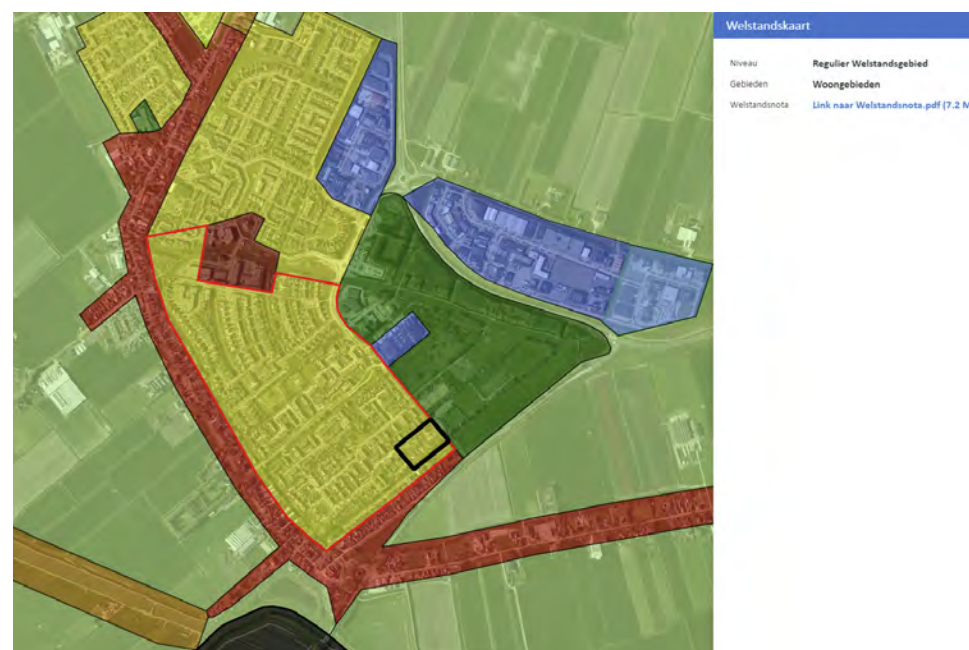 Welstandskaart
Niveau Regulier Welstandsgebied
Gebieden Woongebieden
Welstandsnota Link naar Welstandsnota.pdf (7.2 M